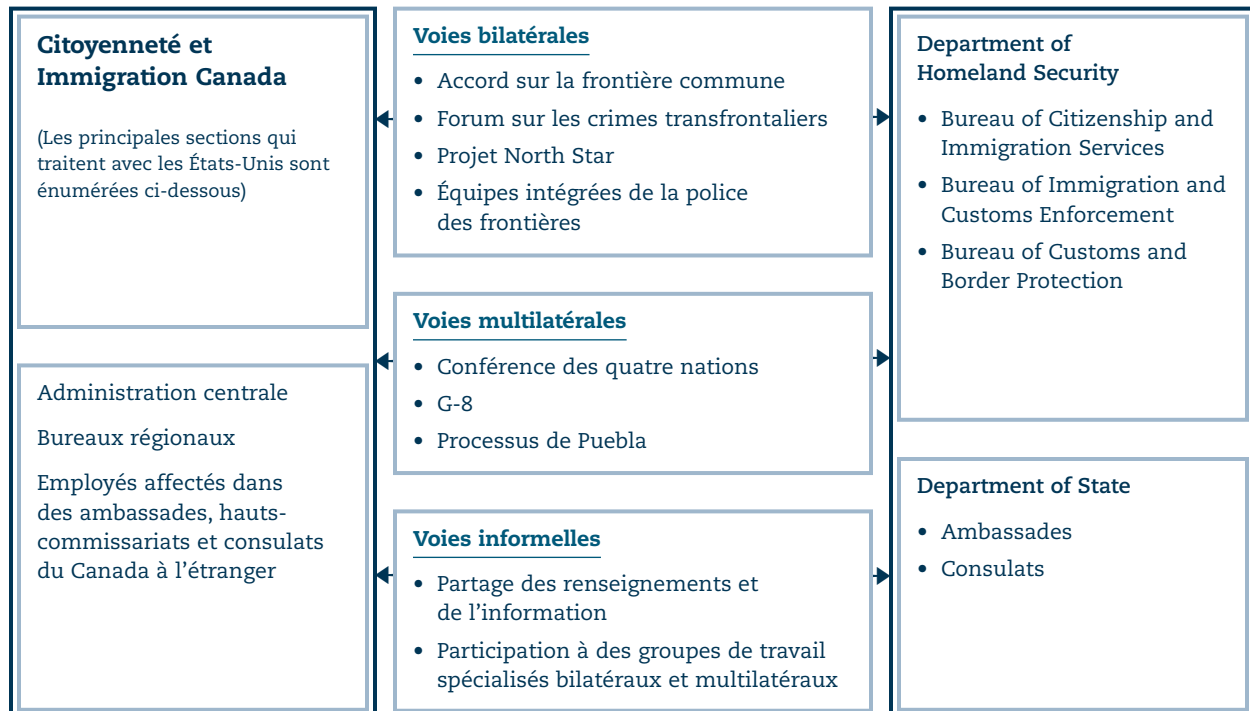 Citoyenneté et
Immigration Canada
(Les principales sections qui
traitent avec les États-Unis sont
énumérées ci-dessous)
Administration centrale
Bureaux régionaux
Employés affectés dans
des ambassades, hauts-
commissariats et consulats
du Canada à l’étranger
Voies bilatérales
• Accord sur la frontière commune
• Forum sur les crimes transfrontaliers
• Projet North Star
• Équipes intégrées de la police
des frontières
Voies multilatérales
• Conférence des quatre nations
• G-8
• Processus de Puebla
Voies informelles
• Partage des renseignements et
de l’information
• Participation à des groupes de travail
spécialisés bilatéraux et multilatéraux
Department of
Homeland Security
• Bureau of Citizenship and
Immigration Services
• Bureau of Immigration and
Customs Enforcement
• Bureau of Customs and
Border Protection
Department of State
• Ambassades
• Consulats